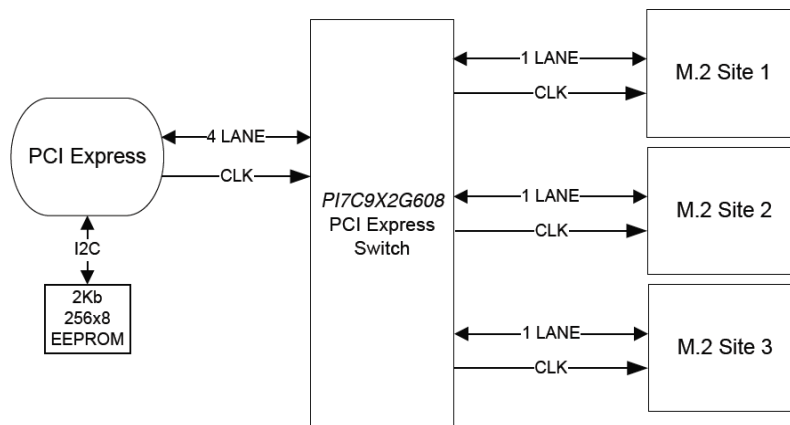 1 LANE
CLK
M.2 Site 1
PCI Express
4 LANE
CLK
I2C
2Kb
256x8
EEPROM
PI7C9X2G608
PCI Express
Switch
1 LANE
CLK
M.2 Site 2
1 LANE
CLK
M.2 Site 3